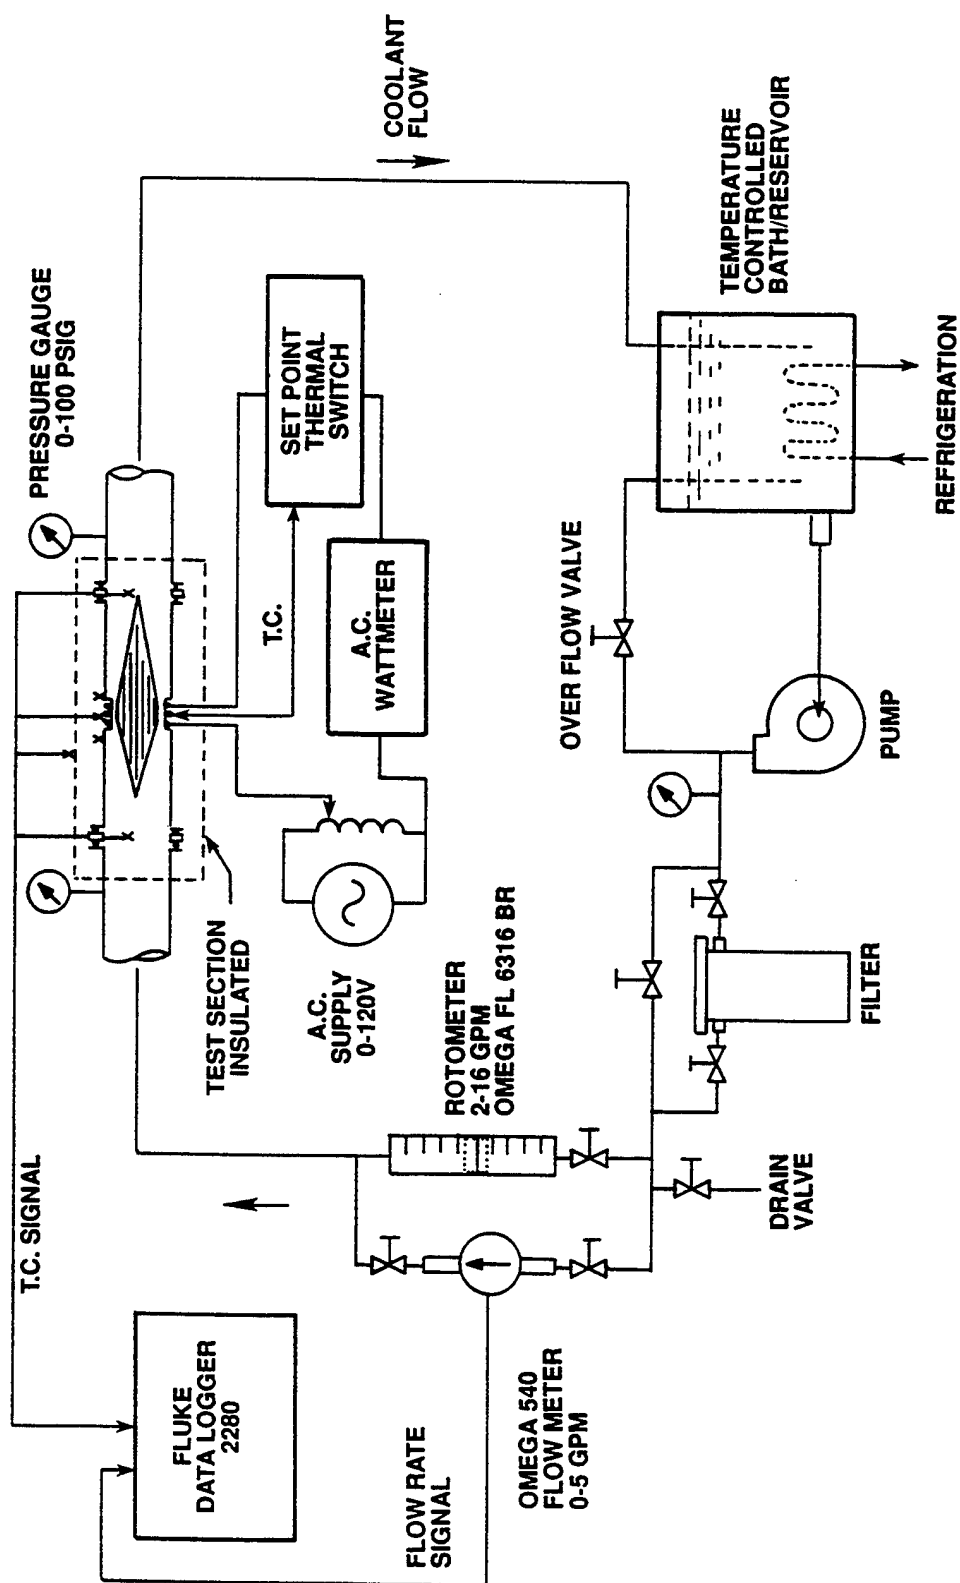 T.C. SIGNAL
FLUKE
DATA LOGGER
2280
FLOW RATE
SIGNAL
OMEGA 540
FLOW METER
0-5 GPM
PRESSURE GAUGE
0-100 PSIG
TEST SECTION
INSULATED
A.C.
SUPPLY
0-120V
T.C.
SET POINT
THERMAL
SWITCH
A.C.
WATTMETER
COOLANT
FLOW
ROTOMETER
2-16 GPM
OMEGA FL 6316 BR
DRAIN
VALVE
FILTER
OVER FLOW VALVE
PUMP
TEMPERATURE
CONTROLLED
BATH/RESERVOIR
REFRIGERATION